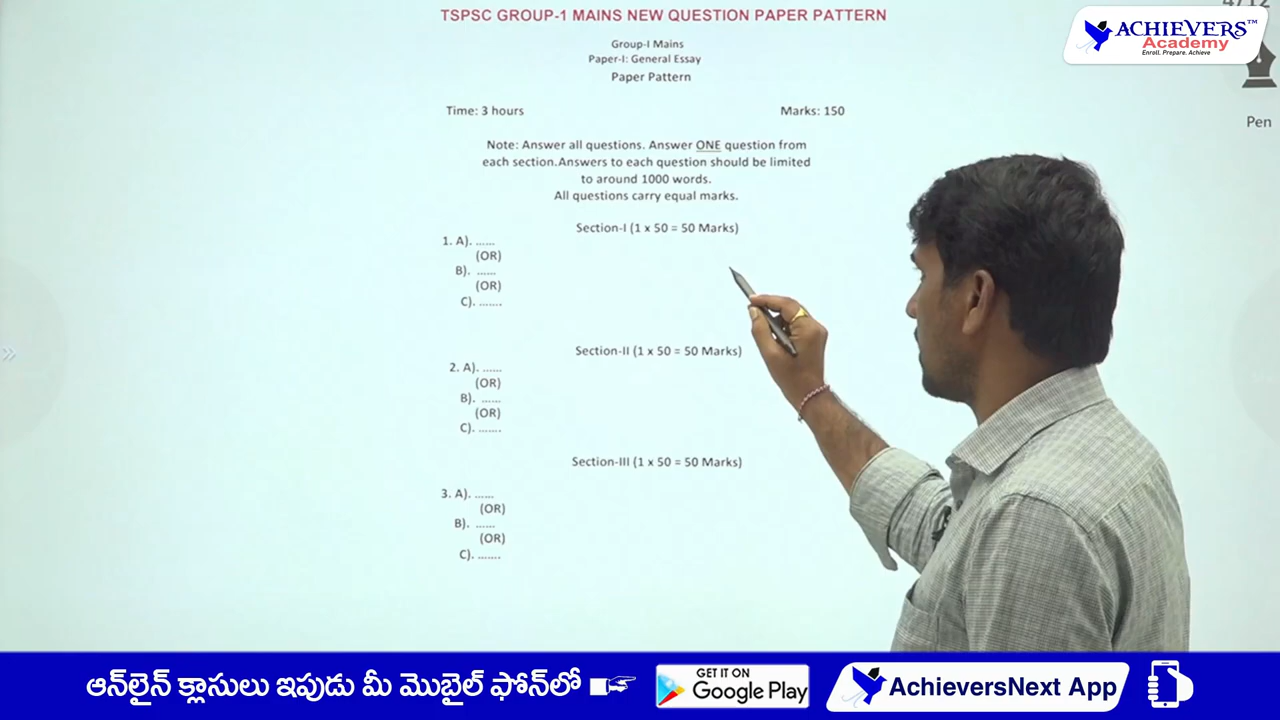 TSPSC GROUP-1 MAINS NEW QUESTION PAPER PATTERN
4/12
ACHIEVERS™
Academy
Enroll. Prepare. Achieve
Group-I Mains
Paper-I: General Essay
Paper Pattern
Pen
Time: 3 hours Marks: 150
Note: Answer all questions. Answer ONE question from
each section.Answers to each question should be limited
to around 1000 words.
All questions carry equal marks.
Section-I (1 x 50 = 50 Marks)
1. A). ......
(OR)
B). ......
(OR)
C). .......
Section-II (1 x 50 = 50 Marks)
2. A). ......
(OR)
B). ......
(OR)
C). .......
Section-III (1 x 50 = 50 Marks)
3. A). ......
(OR)
B). ......
(OR)
C). .......
ఆన్‌లైన్ క్లాసులు ఇపుడు మీ మొబైల్ ఫోన్‌లో
GET IT ON
Google Play
AchieversNext App